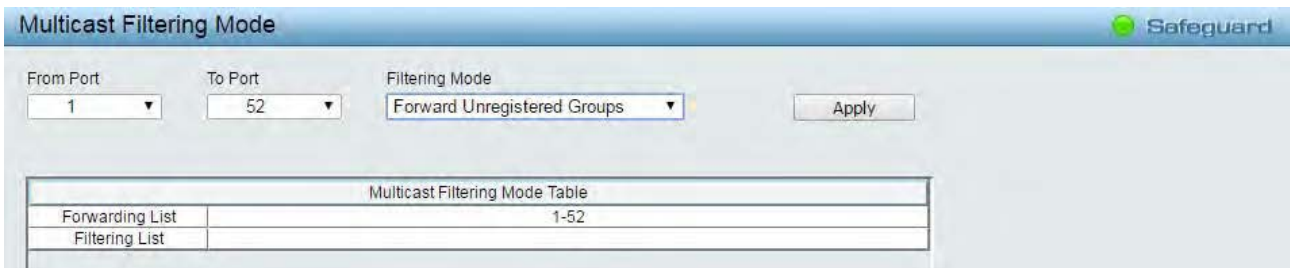 Multicast Filtering Mode
Safeguard
From Port To Port Filtering Mode
1 52 Forward Unregistered Groups Apply
Multicast Filtering Mode Table
Forwarding List 1-52
Filtering List